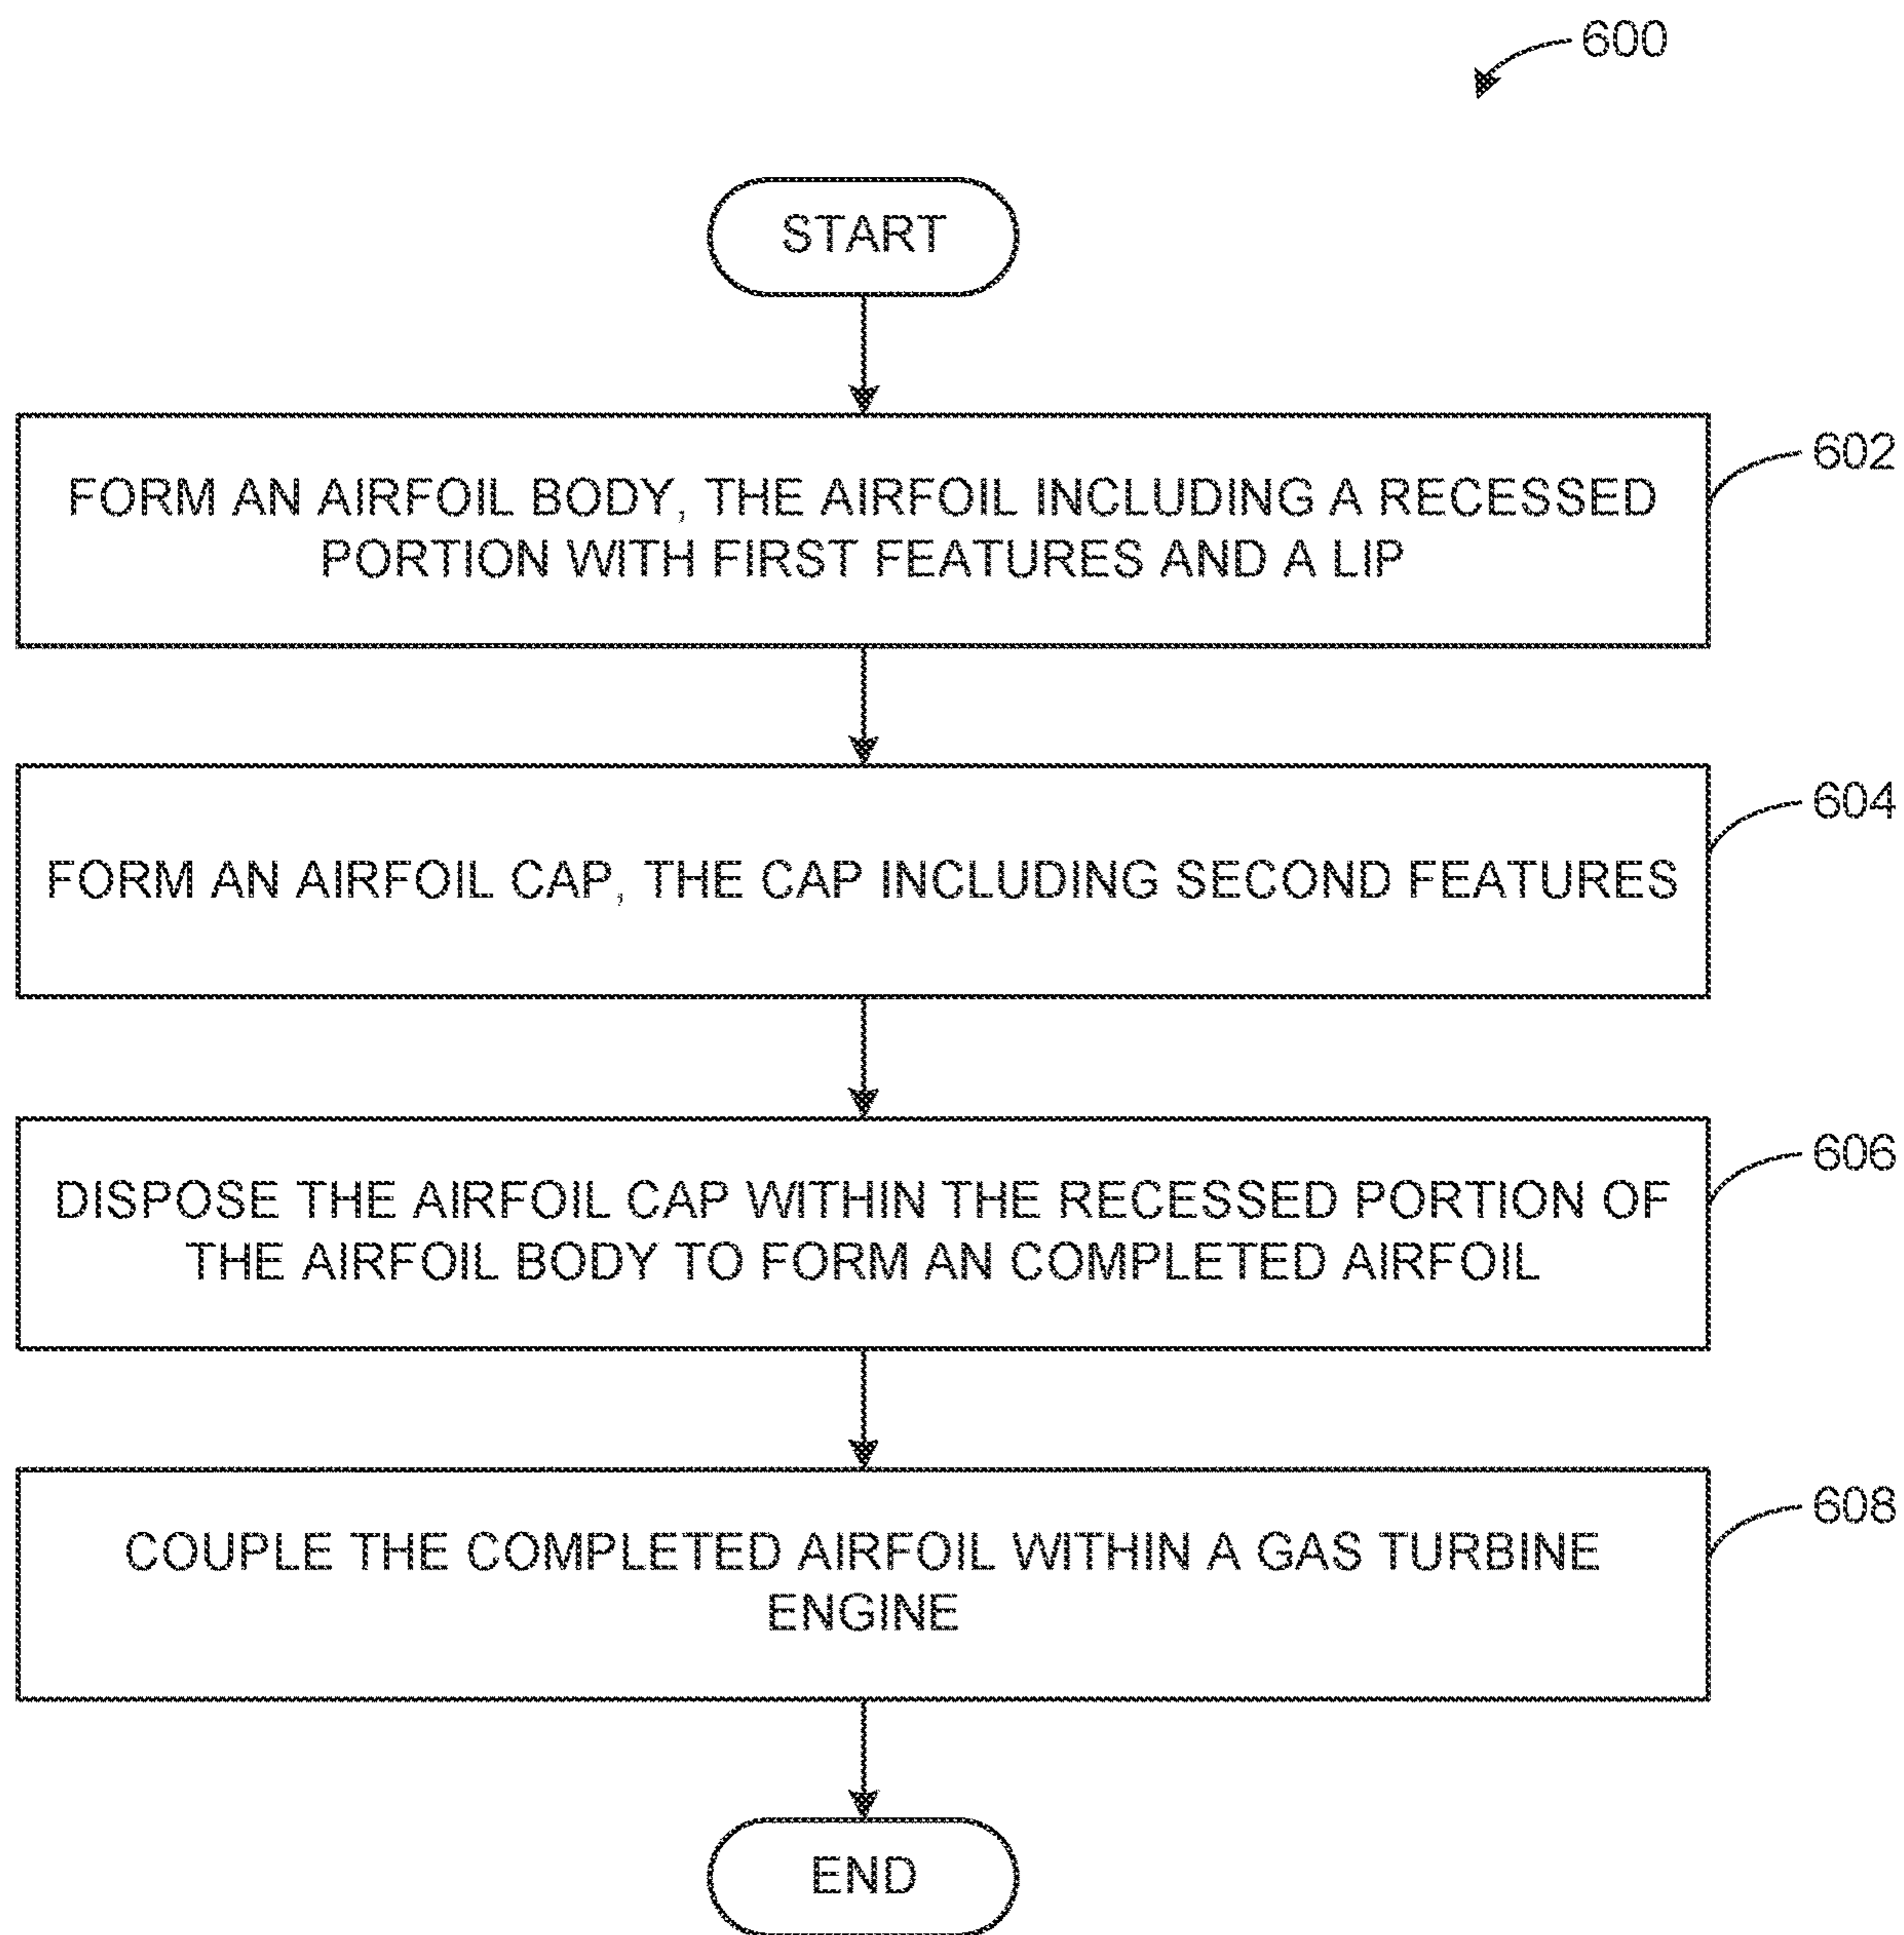 600
START
FORM AN AIRFOIL BODY, THE AIRFOIL INCLUDING A RECESSED
PORTION WITH FIRST FEATURES AND A LIP
602
FORM AN AIRFOIL CAP, THE CAP INCLUDING SECOND FEATURES
604
DISPOSE THE AIRFOIL CAP WITHIN THE RECESSED PORTION OF
THE AIRFOIL BODY TO FORM AN COMPLETED AIRFOIL
606
COUPLE THE COMPLETED AIRFOIL WITHIN A GAS TURBINE
ENGINE
608
END